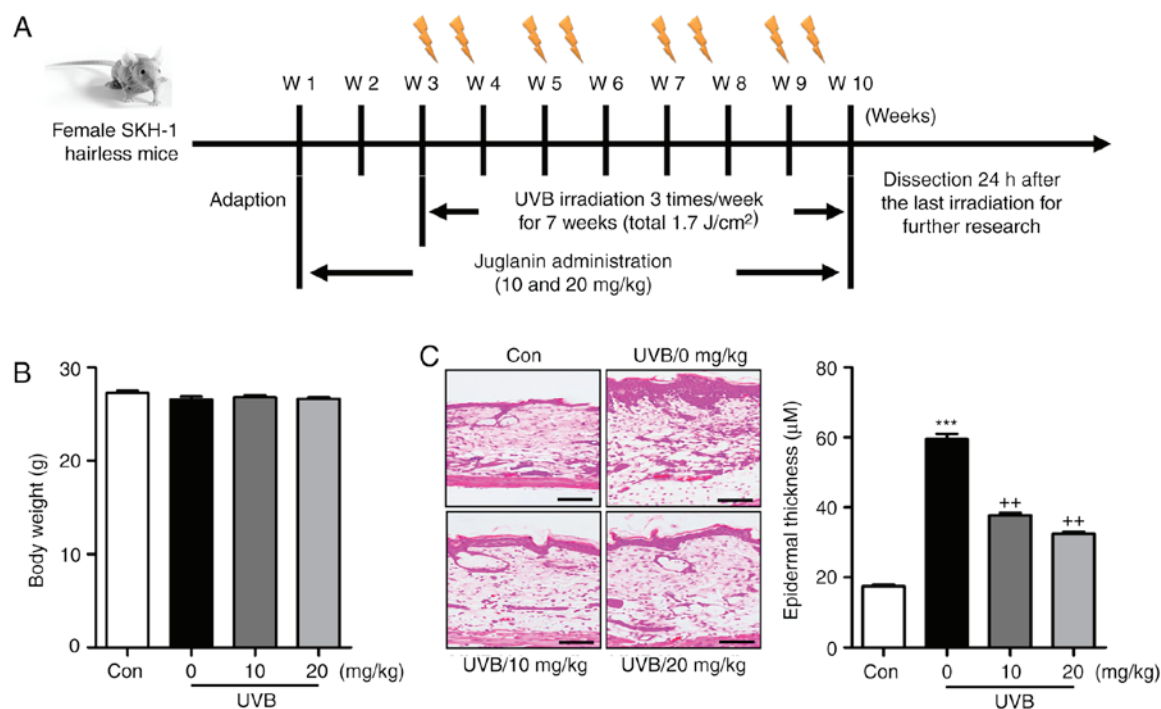 A
W 1 W 2 W 3 W 4 W 5 W 6 W 7 W 8 W 9 W 10
(Weeks)
Female SKH-1
hairless mice
Adaption
UVB irradiation 3 times/week
for 7 weeks (total 1.7 J/cm²)
Dissection 24 h after
the last irradiation for
further research
Juglanin administration
(10 and 20 mg/kg)
B
30
20
10
0
Body weight (g)
Con 0 10 20 (mg/kg)
UVB
C
Con UVB/0 mg/kg
UVB/10 mg/kg UVB/20 mg/kg
80
60
40
20
0
Epidermal thickness (µM)
***
++
++
Con 0 10 20 (mg/kg)
UVB